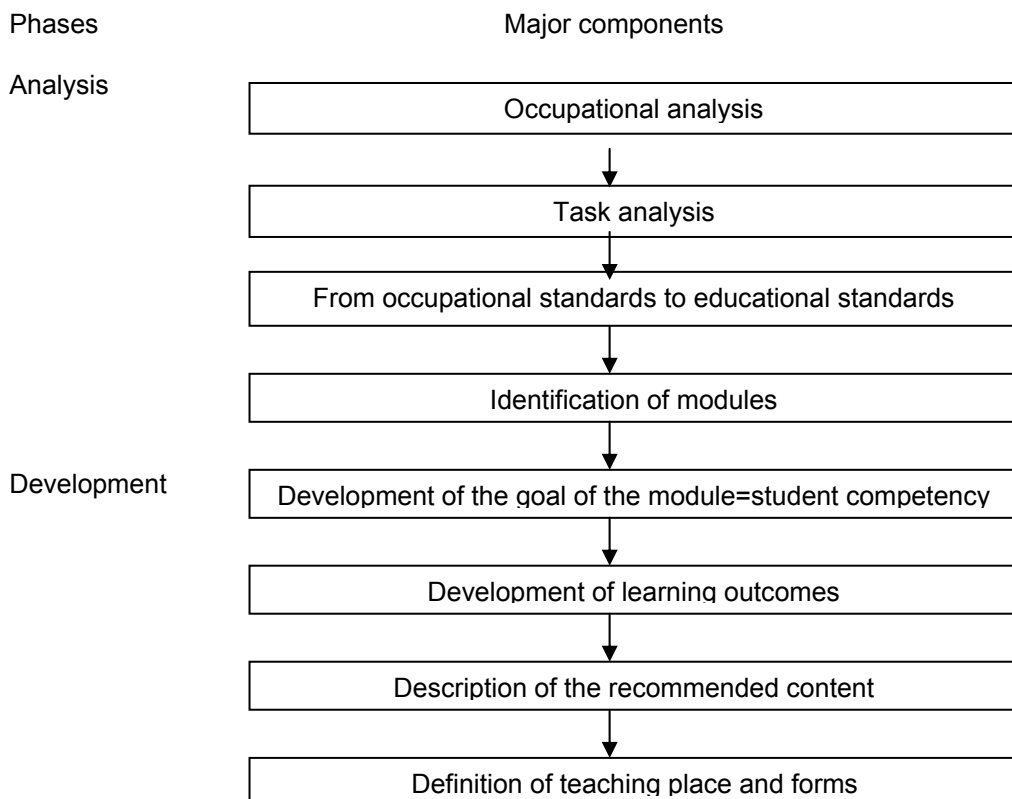 Phases Major components
Analysis
Occupational analysis
Task analysis
From occupational standards to educational standards
Identification of modules
Development
Development of the goal of the module=student competency
Development of learning outcomes
Description of the recommended content
Definition of teaching place and forms